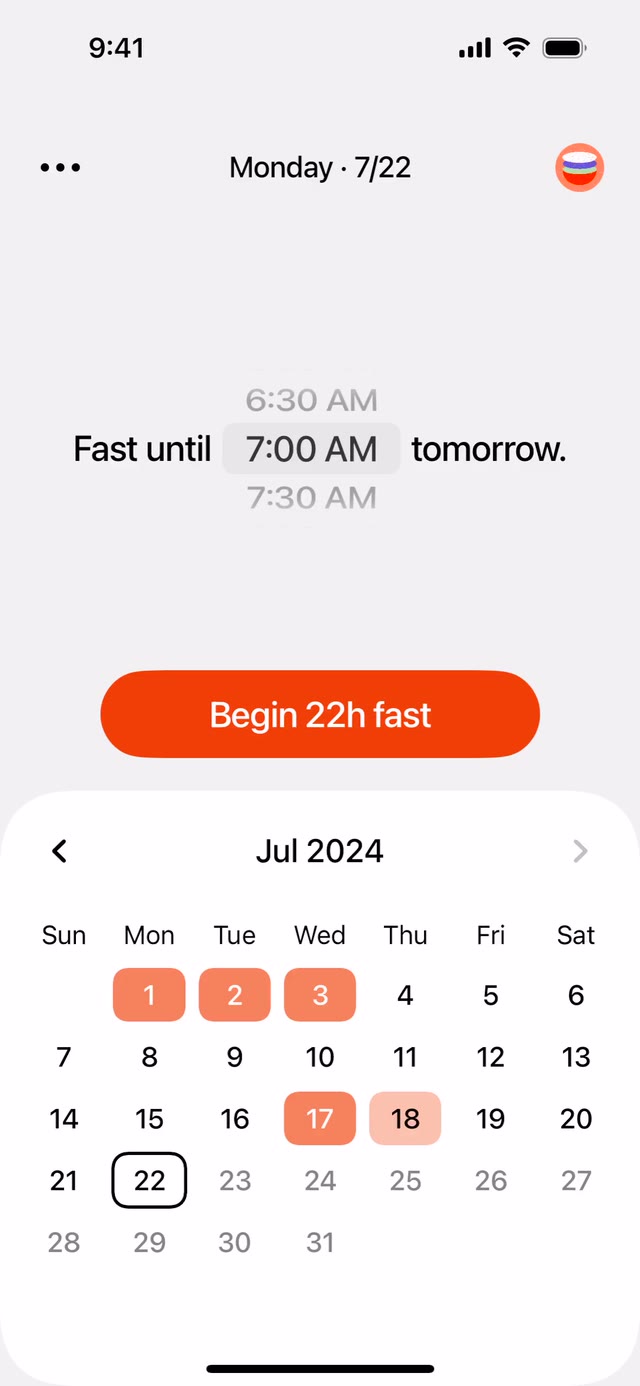 9:41
Monday · 7/22
6:30 AM
Fast until 7:00 AM tomorrow.
7:30 AM
Begin 22h fast
Jul 2024
Sun Mon Tue Wed Thu Fri Sat
1 2 3 4 5 6
7 8 9 10 11 12 13
14 15 16 17 18 19 20
21 22 23 24 25 26 27
28 29 30 31